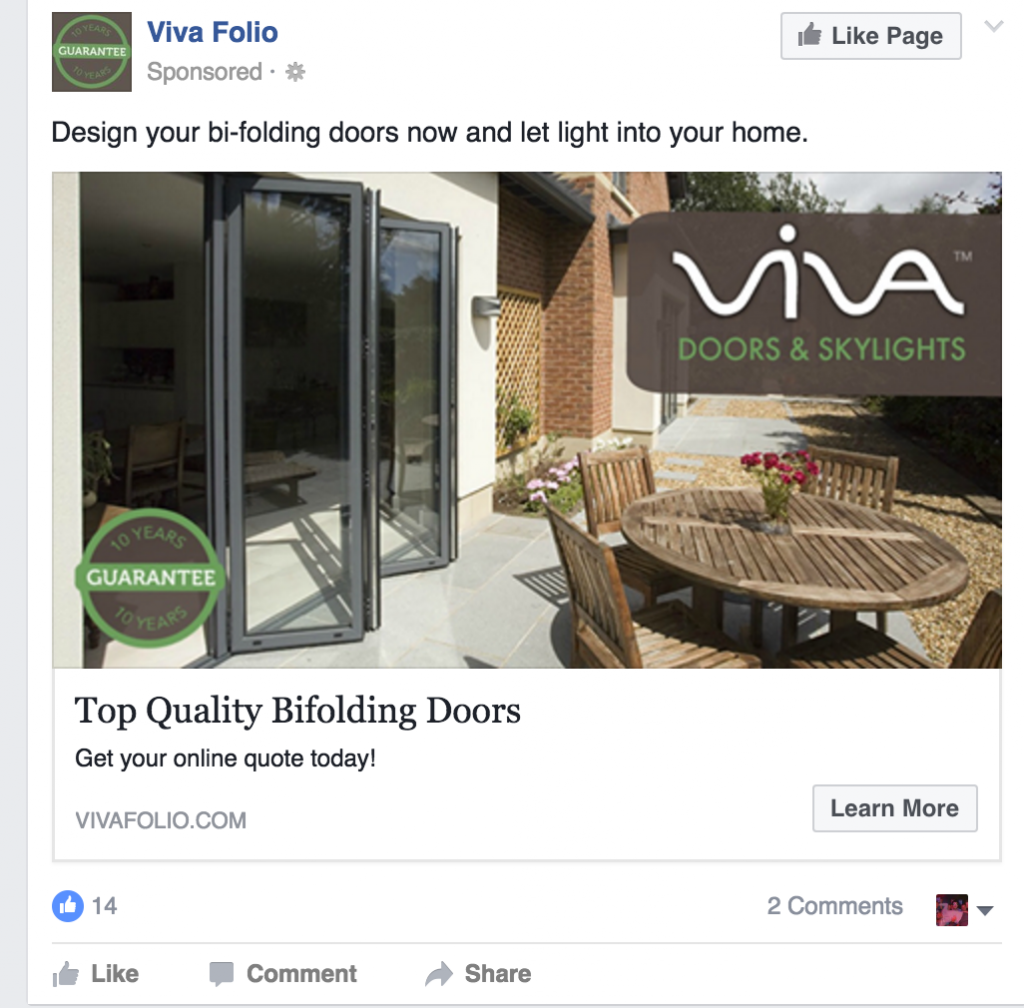 10 YEARS
GUARANTEE
10 YEARS
Viva Folio
Sponsored ·
Like Page
Design your bi-folding doors now and let light into your home.
VIVA™
DOORS & SKYLIGHTS
10 YEARS
GUARANTEE
10 YEARS
Top Quality Bifolding Doors
Get your online quote today!
VIVAFOLIO.COM
Learn More
14
2 Comments
Like
Comment
Share